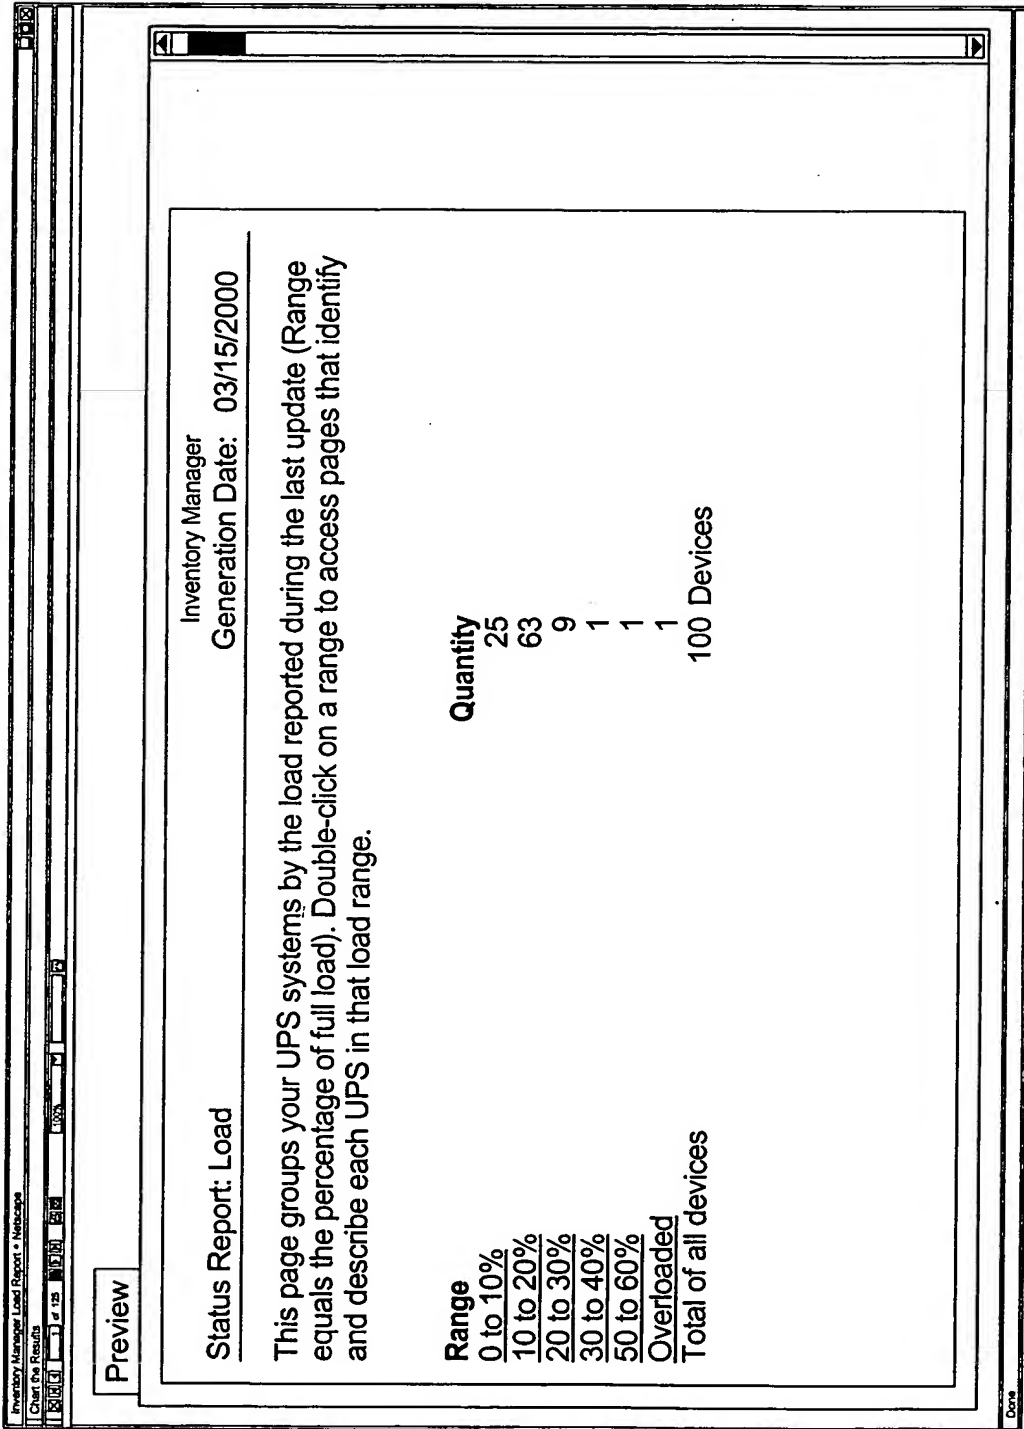 Inventory Manager Load Report • Netscape
Chart the Results
1 of 125 100%
Preview
Inventory Manager
Status Report: Load Generation Date: 03/15/2000
This page groups your UPS systems by the load reported during the last update (Range
equals the percentage of full load). Double-click on a range to access pages that identify
and describe each UPS in that load range.
Range Quantity
0 to 10% 25
10 to 20% 63
20 to 30% 9
30 to 40% 1
50 to 60% 1
Overloaded 1
Total of all devices 100 Devices
Done